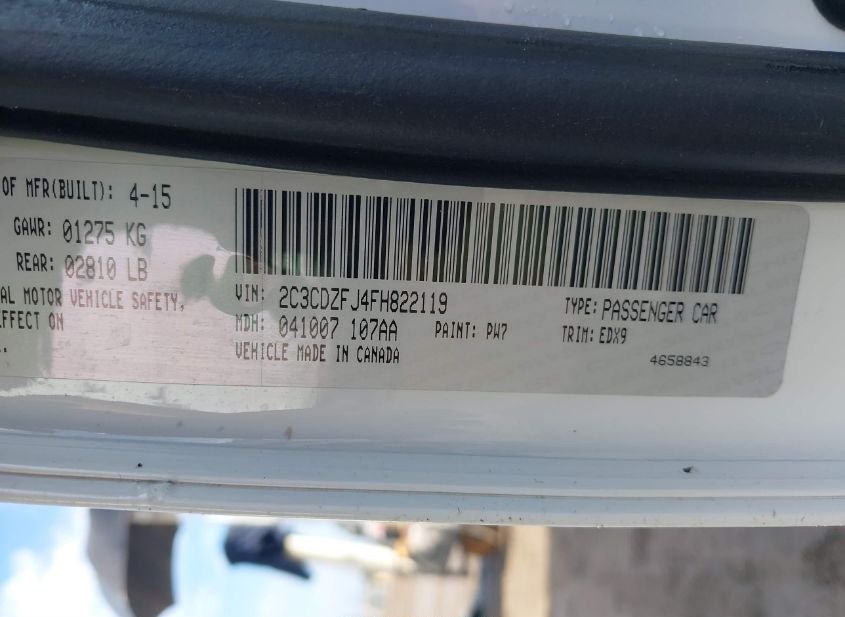 OF MFR(BUILT): 4-15
GAWR: 01275 KG
REAR: 02810 LB
AL MOTOR VEHICLE SAFETY,
EFFECT ON
VIN: 2C3CDZFJ4FH822119
TYPE: PASSENGER CAR
MDH: 041007 107AA
PAINT: PW7
TRIM: EDX9
VEHICLE MADE IN CANADA
4658843